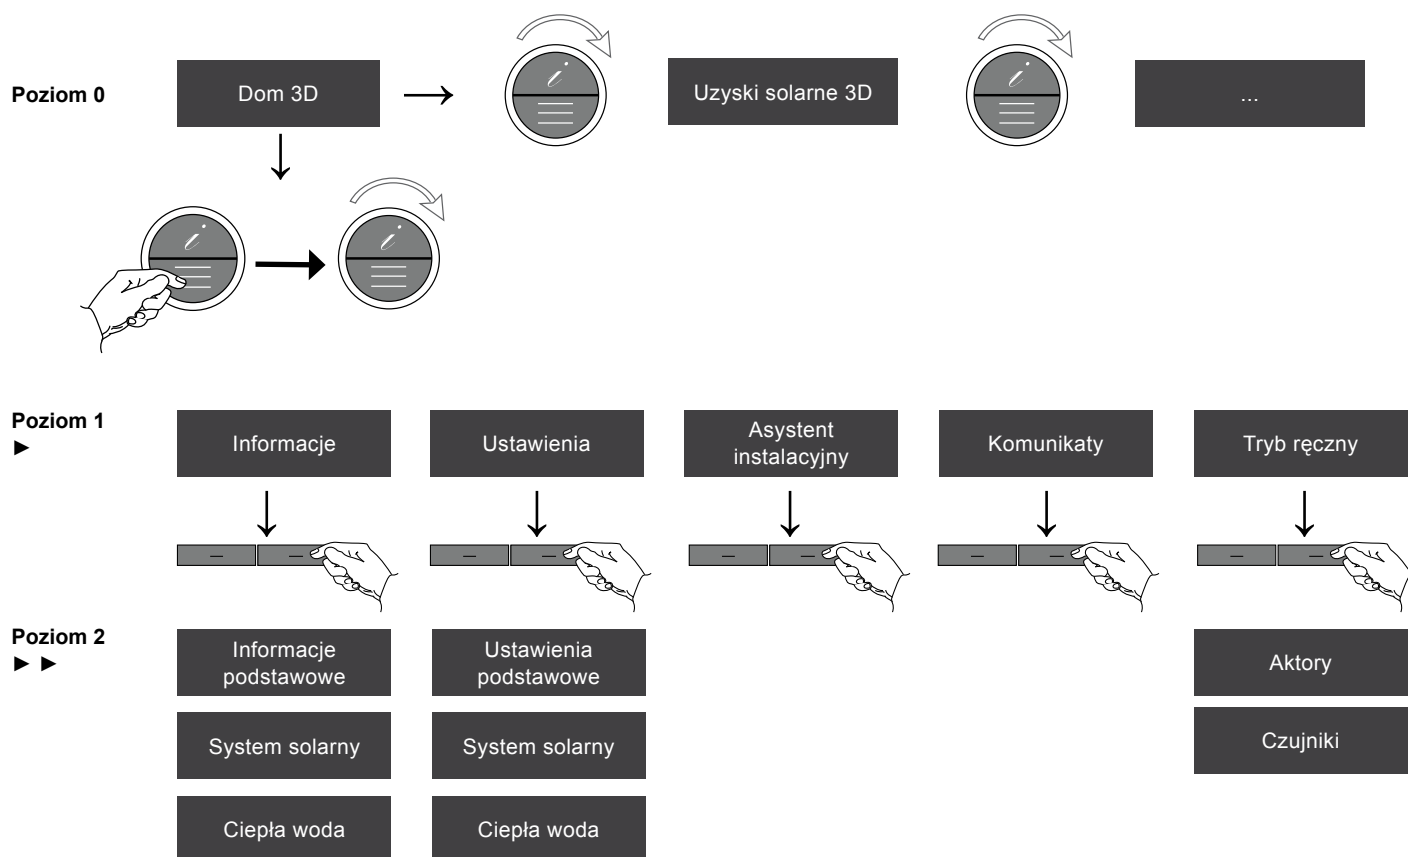 Poziom 0
Dom 3D
Uzyski solarne 3D
...
Poziom 1
►
Informacje
Ustawienia
Asystent
instalacyjny
Komunikaty
Tryb ręczny
Poziom 2
► ►
Informacje
podstawowe
Ustawienia
podstawowe
Aktory
System solarny
System solarny
Czujniki
Ciepła woda
Ciepła woda